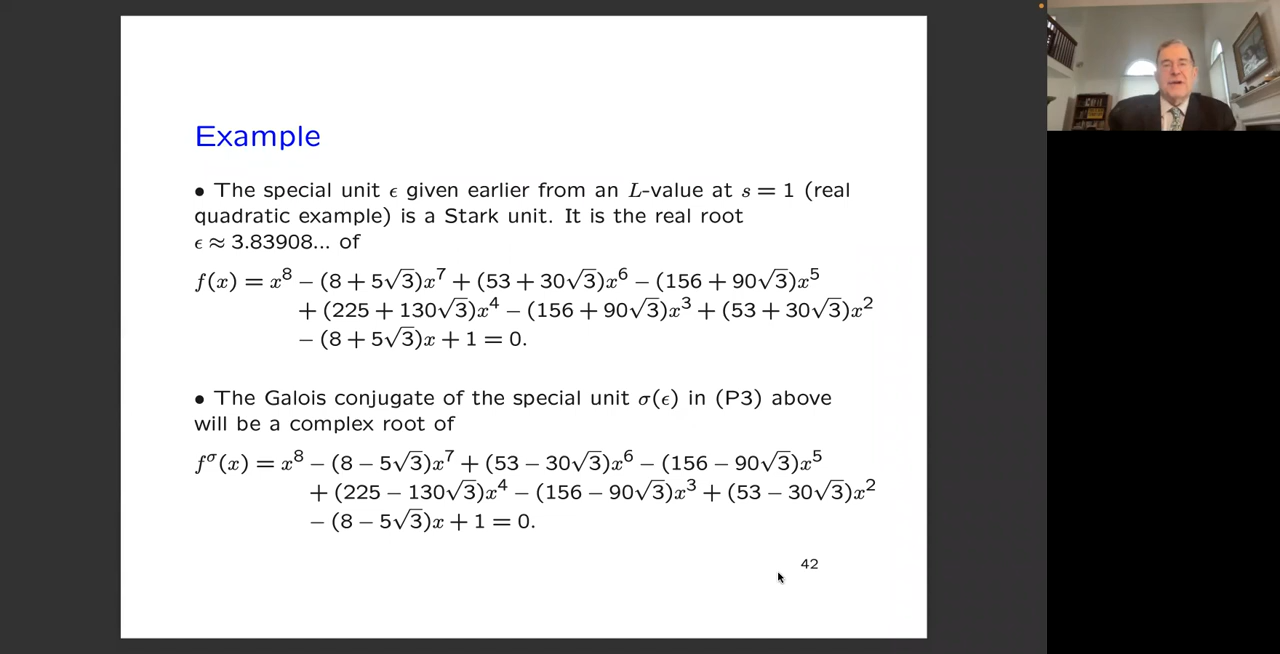 Example
• The special unit ϵ given earlier from an L-value at s = 1 (real
quadratic example) is a Stark unit. It is the real root
ϵ ≈ 3.83908... of
f(x) = x⁸ − (8 + 5√3)x⁷ + (53 + 30√3)x⁶ − (156 + 90√3)x⁵
+ (225 + 130√3)x⁴ − (156 + 90√3)x³ + (53 + 30√3)x²
− (8 + 5√3)x + 1 = 0.
• The Galois conjugate of the special unit σ(ϵ) in (P3) above
will be a complex root of
f^σ(x) = x⁸ − (8 − 5√3)x⁷ + (53 − 30√3)x⁶ − (156 − 90√3)x⁵
+ (225 − 130√3)x⁴ − (156 − 90√3)x³ + (53 − 30√3)x²
− (8 − 5√3)x + 1 = 0.
42